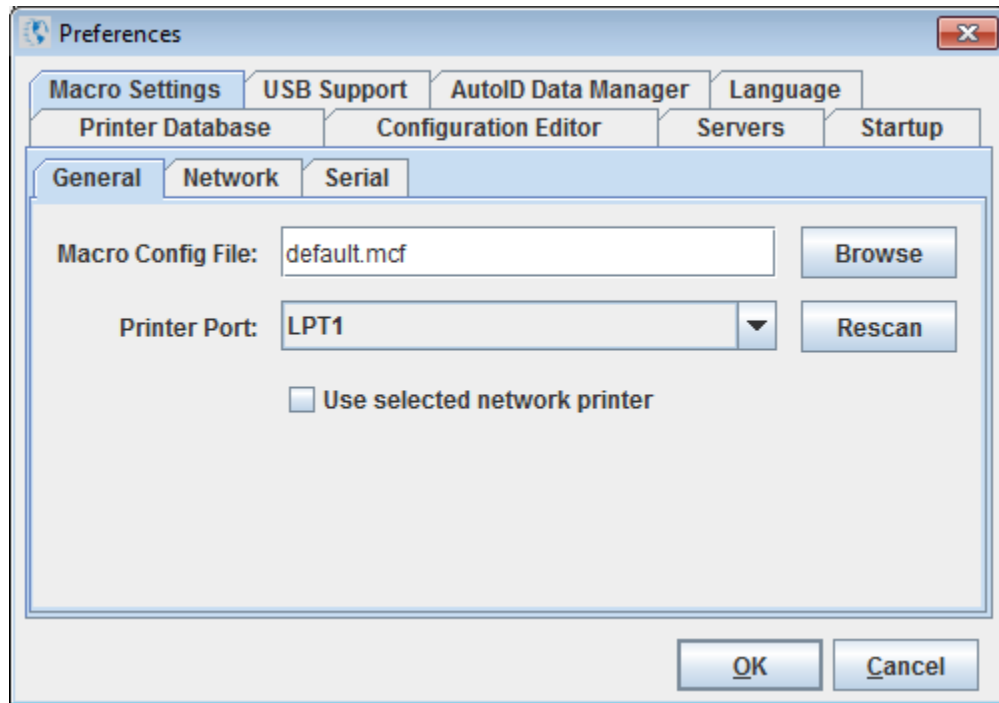 Preferences
Macro Settings USB Support AutoID Data Manager Language
Printer Database Configuration Editor Servers Startup
General Network Serial
Macro Config File: default.mcf Browse
Printer Port: LPT1 Rescan
Use selected network printer
OK Cancel